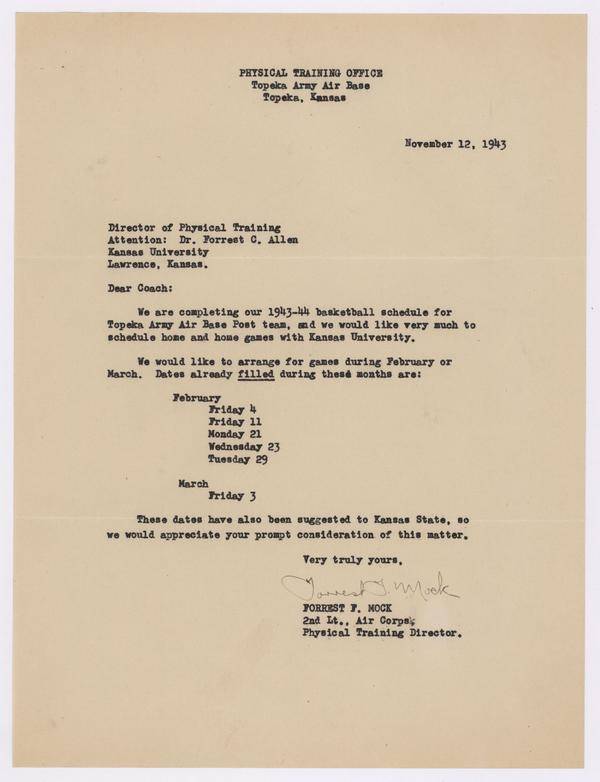 PHYSICAL TRAINING OFFICE
Topeka Army Air Base
Topeka, Kansas
November 12, 1943
Director of Physical Training
Attention: Dr. Forrest C. Allen
Kansas University
Lawrence, Kansas.
Dear Coach:
We are completing our 1943-44 basketball schedule for
Topeka Army Air Base Post team, and we would like very much to
schedule home and home games with Kansas University.
We would like to arrange for games during February or
March. Dates already filled during these months are:
February
Friday 4
Friday 11
Monday 21
Wednesday 23
Tuesday 29
March
Friday 3
These dates have also been suggested to Kansas State, so
we would appreciate your prompt consideration of this matter.
Very truly yours,
Forrest F. Mock
FORREST F. MOCK
2nd Lt., Air Corps,
Physical Training Director.